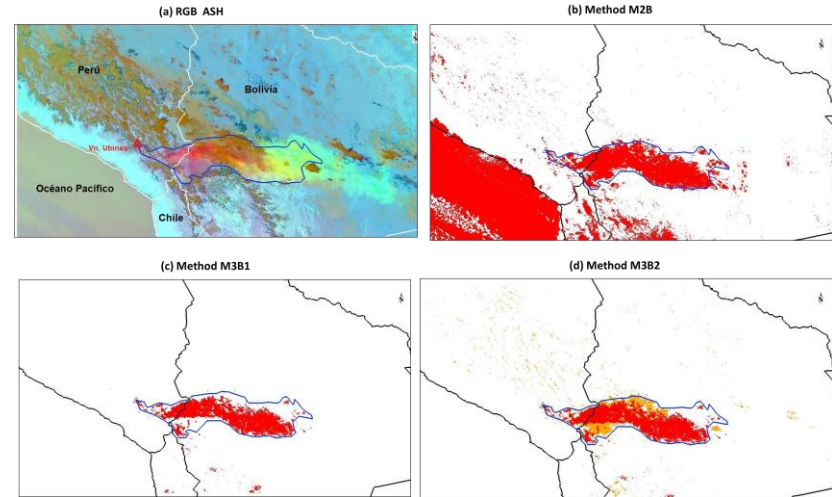 (a) RGB ASH
(b) Method M2B
Perú
Bolivia
Vn. Ubinas
Océano Pacífico
Chile
(c) Method M3B1
(d) Method M3B2